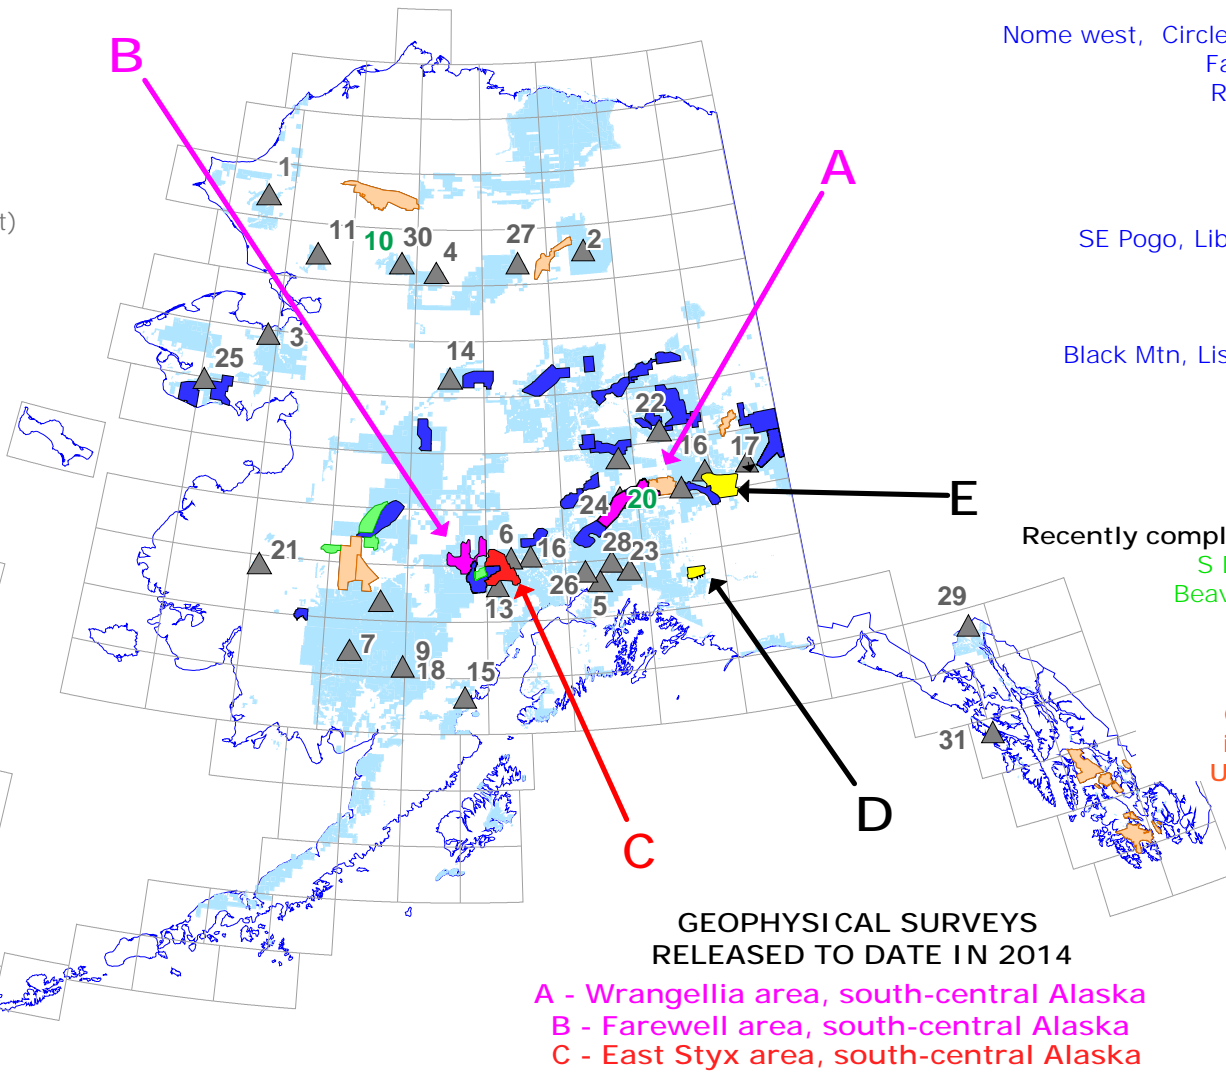 B
Nome west, Circle
Fa
R
A
1
t)
11
10
30
4
27
2
SE Pogo, Lib
3
25
14
Black Mtn, Lis
22
16
17
24
20
E
6
16
28
23
21
26
5
13
Recently compl
S
Beav
29
7
9
18
15
31
U
D
C
GEOPHYSICAL SURVEYS
RELEASED TO DATE IN 2014
A - Wrangellia area, south-central Alaska
B - Farewell area, south-central Alaska
C - East Styx area, south-central Alaska